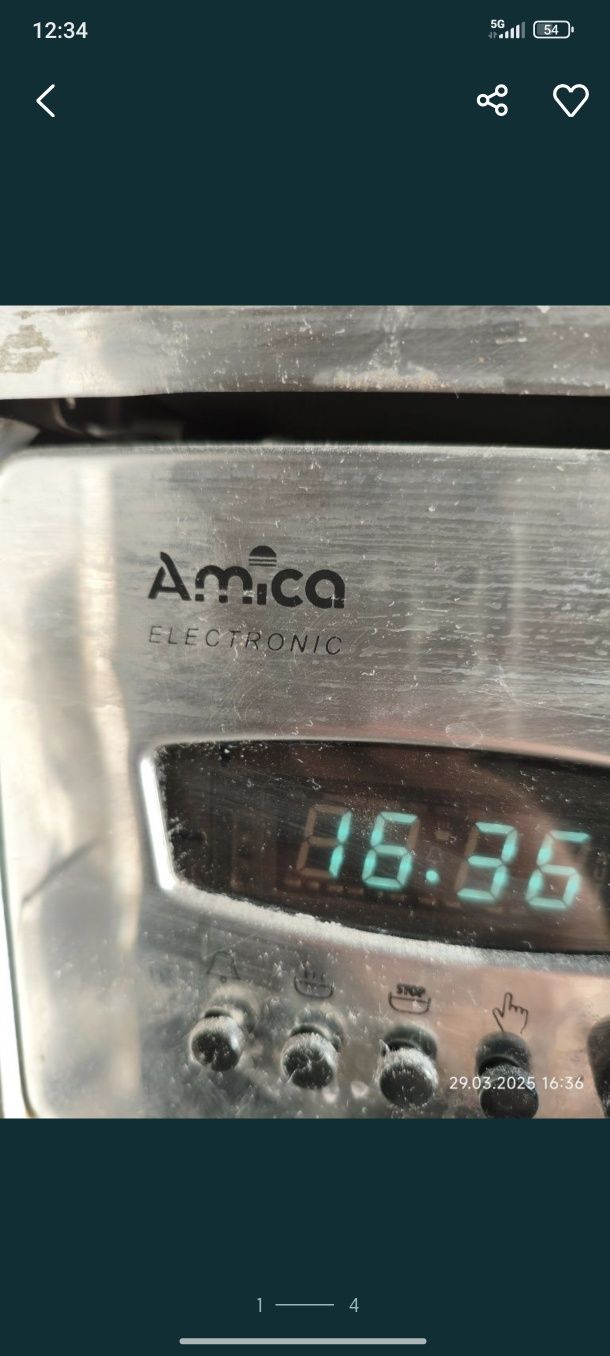 12:34
5G
54
Amica
ELECTRONIC
16.36
STOP
29.03.2025 16:36
1
4